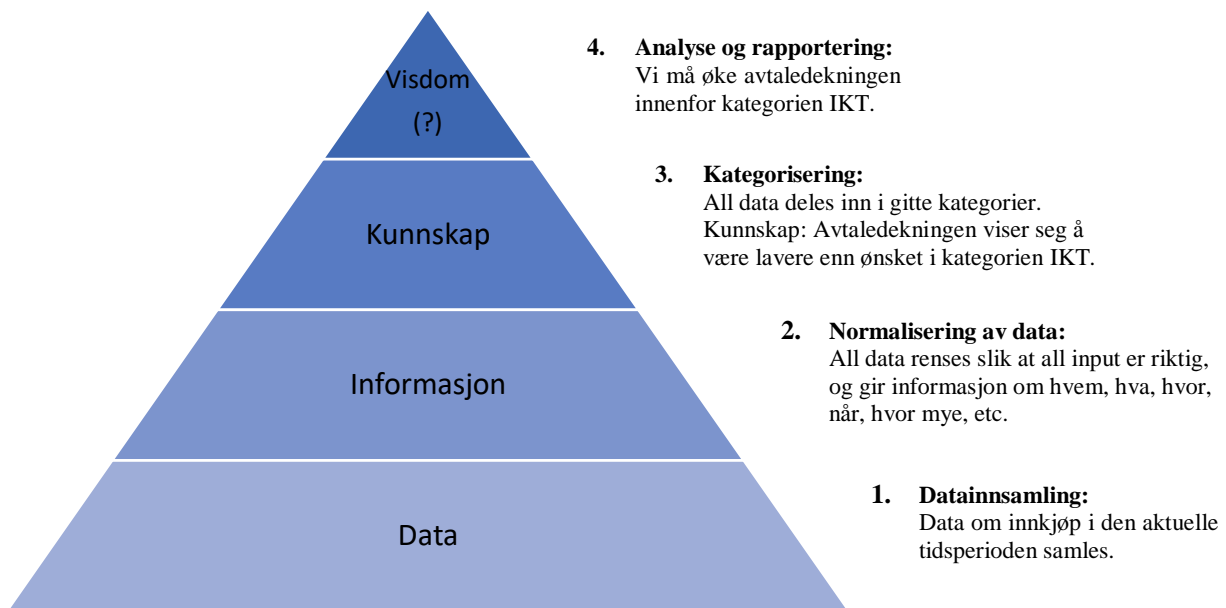 Visdom
(?)
4. Analyse og rapportering:
Vi må øke avtaledekningen
innenfor kategorien IKT.
Kunnskap
3. Kategorisering:
All data deles inn i gitte kategorier.
Kunnskap: Avtaledekningen viser seg å
være lavere enn ønsket i kategorien IKT.
Informasjon
2. Normalisering av data:
All data renses slik at all input er riktig,
og gir informasjon om hvem, hva, hvor,
når, hvor mye, etc.
Data
1. Datainnsamling:
Data om innkjøp i den aktuelle
tidsperioden samles.